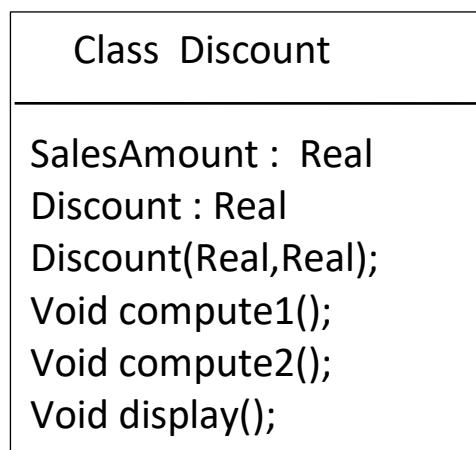 Class Discount
SalesAmount : Real
Discount : Real
Discount(Real,Real);
Void compute1();
Void compute2();
Void display();